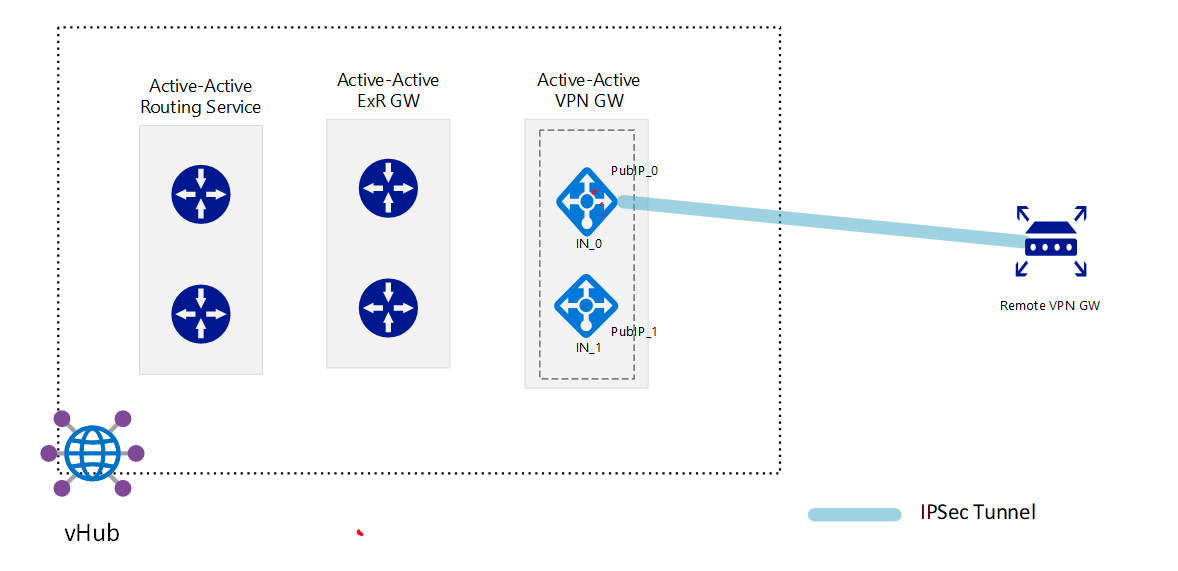 Active-Active
Routing Service
Active-Active
ExR GW
Active-Active
VPN GW
PubIP_0
IN_0
PubIP_1
IN_1
Remote VPN GW
vHub
IPSec Tunnel